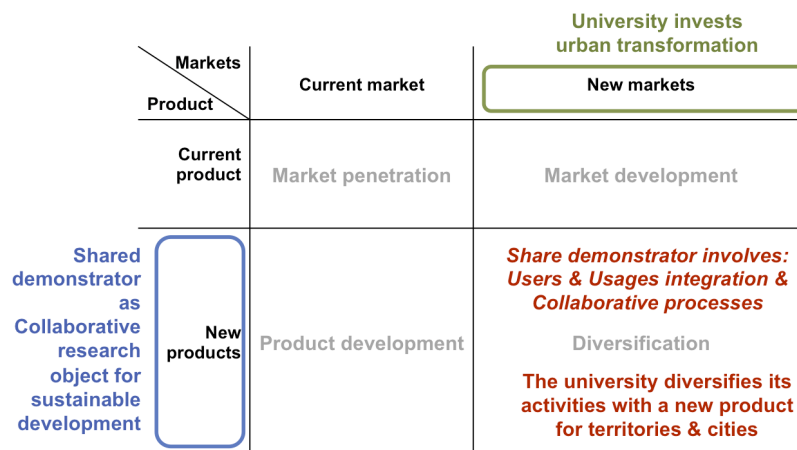 University invests
urban transformation
Markets
Product
Current market
New markets
Current
product
Market penetration
Market development
Shared
demonstrator
as
Collaborative
research
object for
sustainable
development
New
products
Product development
Share demonstrator involves:
Users & Usages integration &
Collaborative processes
Diversification
The university diversifies its
activities with a new product
for territories & cities